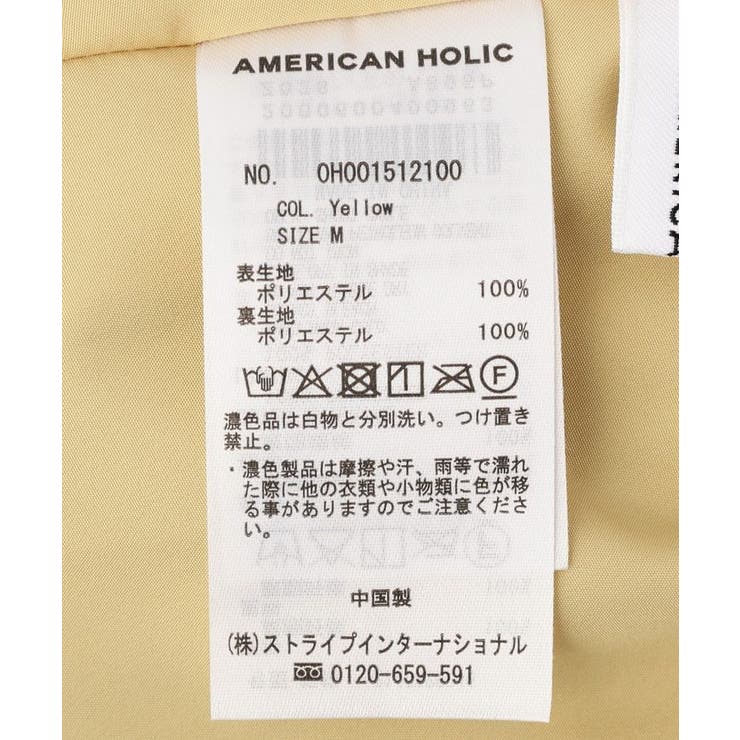 AMERICAN HOLIC
NO. 0H001512100
COL. Yellow
SIZE M
表生地
ポリエステル 100%
裏生地
ポリエステル 100%
F
濃色品は白物と分別洗い。つけ置き
禁止。
・濃色製品は摩擦や汗、雨等で濡れ
た際に他の衣類や小物類に色が移
る事がありますのでご注意くださ
い。
中国製
(株)ストライプインターナショナル
0120-659-591